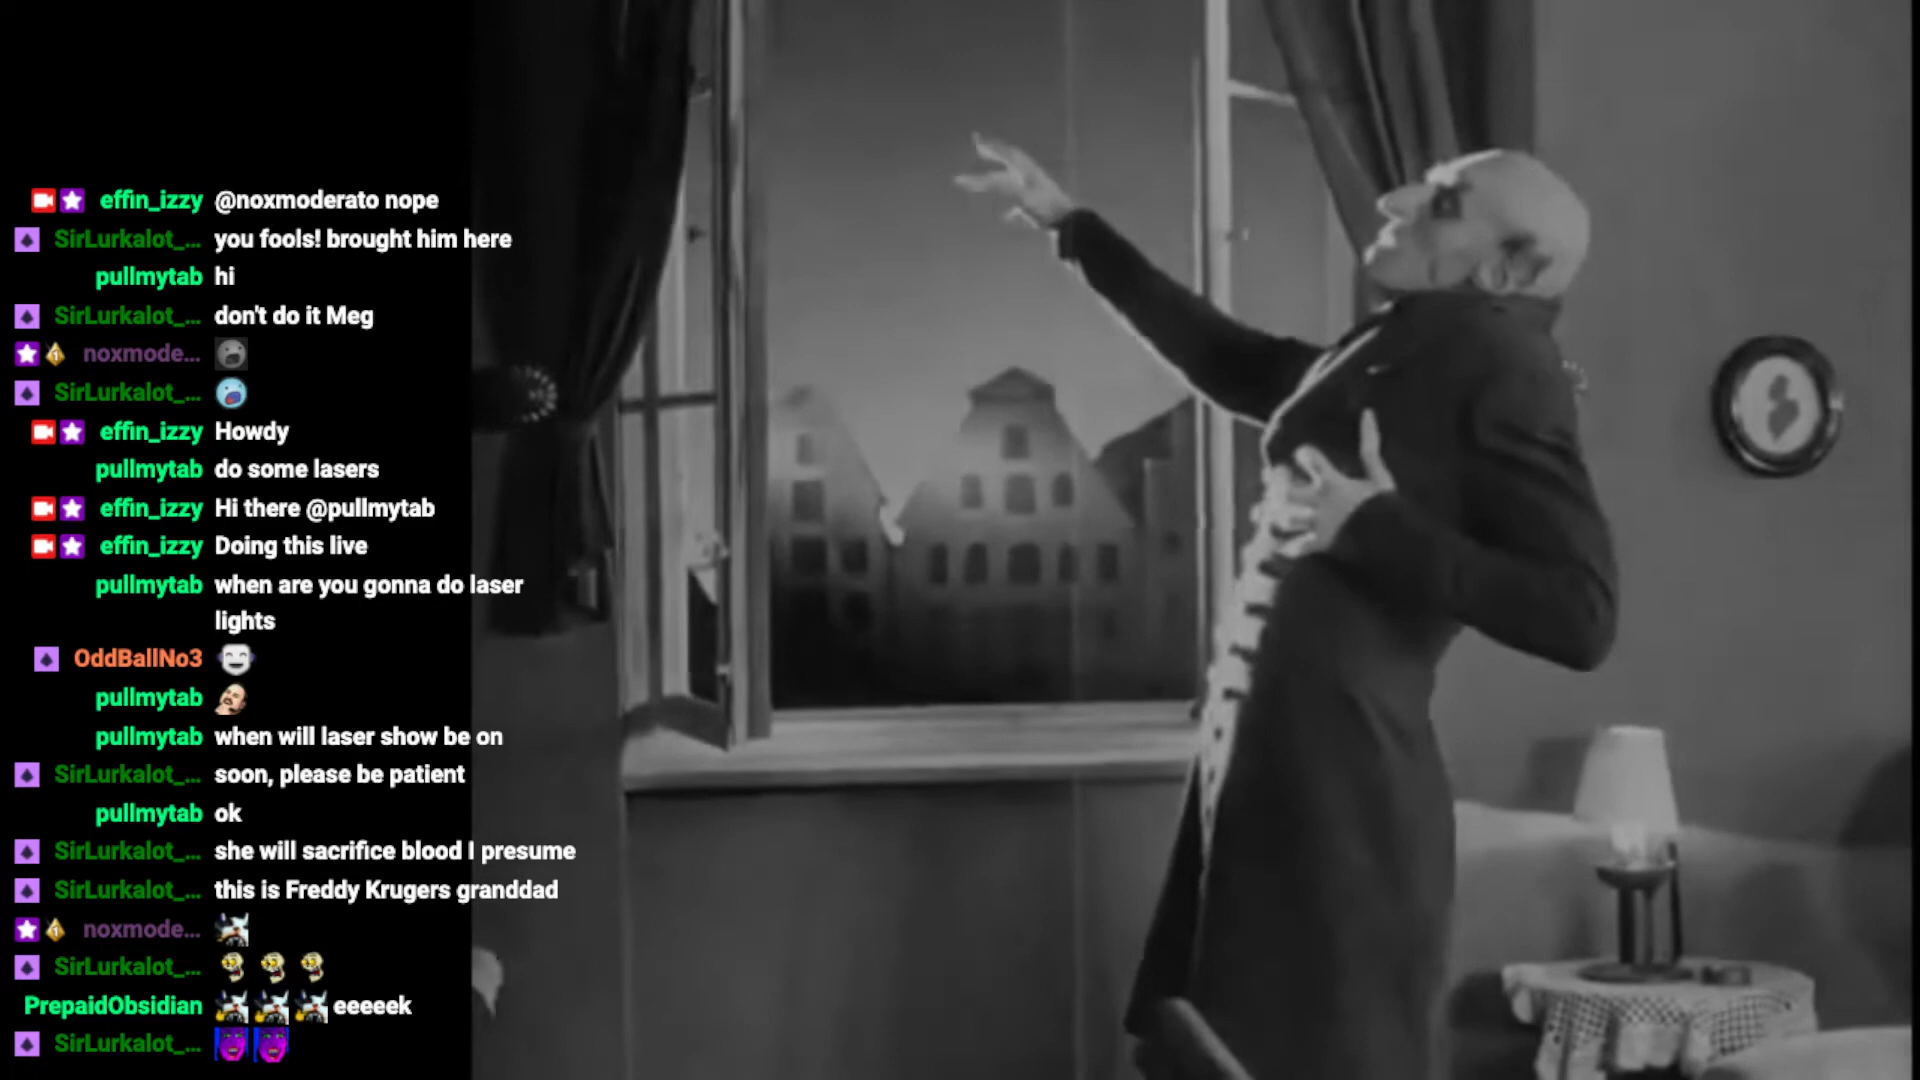 effin_izzy @noxmoderato nope
SirLurkalot_... you fools! brought him here
pullmytab hi
SirLurkalot_... don't do it Meg
noxmode...
SirLurkalot_...
effin_izzy Howdy
pullmytab do some lasers
effin_izzy Hi there @pullmytab
effin_izzy Doing this live
pullmytab when are you gonna do laser
lights
OddBallNo3
pullmytab
pullmytab when will laser show be on
SirLurkalot_... soon, please be patient
pullmytab ok
SirLurkalot_... she will sacrifice blood I presume
SirLurkalot_... this is Freddy Krugers granddad
noxmode...
SirLurkalot_...
PrepaidObsidian eeeeek
SirLurkalot_...